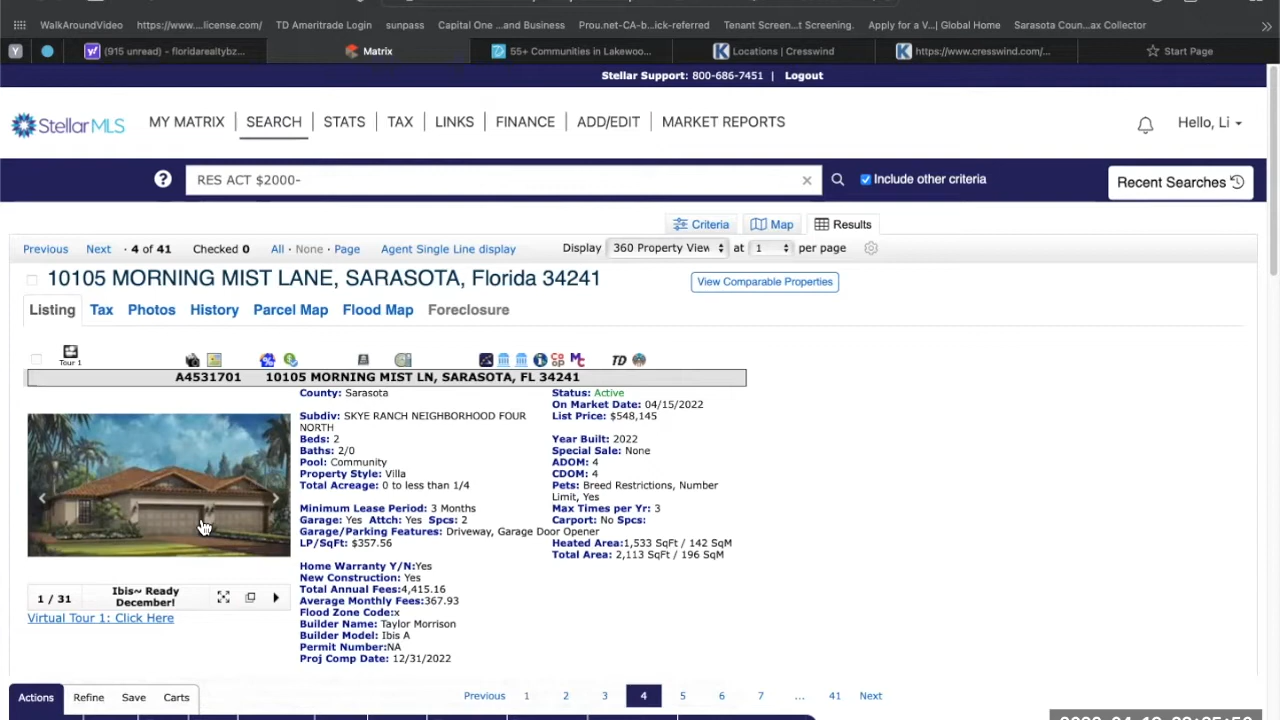 WalkAroundVideo https://www....license.com/ TD Ameritrade Login sunpass Capital One ...and Business Prou.net-CA-b...ick-referred Tenant Screen...t Screening. Apply for a V...| Global Home Sarasota Coun...ax Collector
Y (915 unread) - floridarealtybz... Matrix 55+ Communities in Lakewoo... Locations | Cresswind https://www.cresswind.com/... Start Page
Stellar Support: 800-686-7451 | Logout
StellarMLS MY MATRIX SEARCH STATS TAX LINKS FINANCE ADD/EDIT MARKET REPORTS Hello, Li
? RES ACT $2000- × Include other criteria Recent Searches
Criteria Map Results
Previous Next · 4 of 41 Checked 0 All · None · Page Agent Single Line display Display 360 Property View at 1 per page
10105 MORNING MIST LANE, SARASOTA, Florida 34241 View Comparable Properties
Listing Tax Photos History Parcel Map Flood Map Foreclosure
Tour 1 TD
A4531701 10105 MORNING MIST LN, SARASOTA, FL 34241
County: Sarasota Status: Active
On Market Date: 04/15/2022
Subdiv: SKYE RANCH NEIGHBORHOOD FOUR List Price: $548,145
NORTH
Beds: 2 Year Built: 2022
Baths: 2/0 Special Sale: None
Pool: Community ADOM: 4
Property Style: Villa CDOM: 4
Total Acreage: 0 to less than 1/4 Pets: Breed Restrictions, Number
Limit, Yes
Minimum Lease Period: 3 Months Max Times per Yr: 3
Garage: Yes Attch: Yes Spcs: 2 Carport: No Spcs:
Garage/Parking Features: Driveway, Garage Door Opener
LP/SqFt: $357.56 Heated Area:1,533 SqFt / 142 SqM
Total Area: 2,113 SqFt / 196 SqM
Home Warranty Y/N:Yes
New Construction: Yes
Total Annual Fees:4,415.16
Average Monthly Fees:367.93
Flood Zone Code:x
Builder Name: Taylor Morrison
Builder Model: Ibis A
Permit Number:NA
Proj Comp Date: 12/31/2022
1 / 31 Ibis~ Ready
December!
Virtual Tour 1: Click Here
Actions Refine Save Carts Previous 1 2 3 4 5 6 7 ... 41 Next